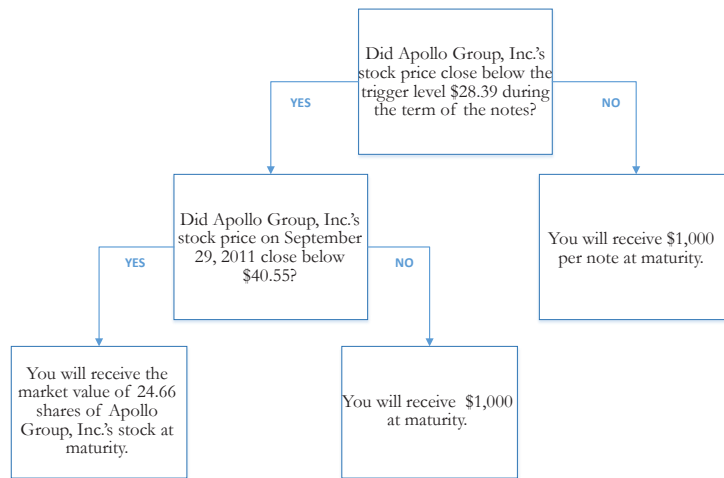 Did Apollo Group, Inc.'s
stock price close below the
trigger level $28.39 during
the term of the notes?
YES
NO
Did Apollo Group, Inc.'s
stock price on September
29, 2011 close below
$40.55?
You will receive $1,000
per note at maturity.
YES
NO
You will receive the
market value of 24.66
shares of Apollo
Group, Inc.'s stock at
maturity.
You will receive $1,000
at maturity.